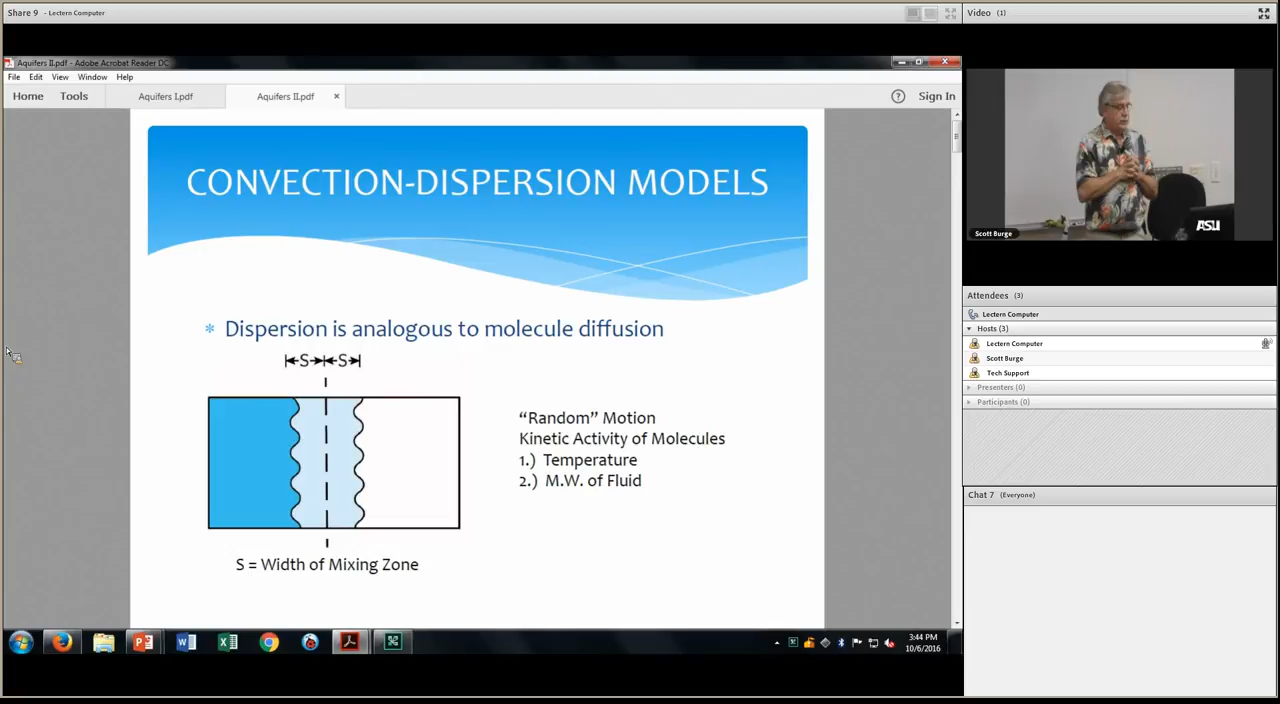 Share 9 - Lectern Computer
Video (1)
Aquifers II.pdf - Adobe Acrobat Reader DC
File Edit View Window Help
Home Tools Aquifers I.pdf Aquifers II.pdf × ? Sign In
CONVECTION-DISPERSION MODELS
* Dispersion is analogous to molecule diffusion
S S
"Random" Motion
Kinetic Activity of Molecules
1.) Temperature
2.) M.W. of Fluid
S = Width of Mixing Zone
3:44 PM
10/6/2016
ASU
Scott Burge
Attendees (3)
Lectern Computer
Hosts (3)
Lectern Computer
Scott Burge
Tech Support
Presenters (0)
Participants (0)
Chat 7 (Everyone)